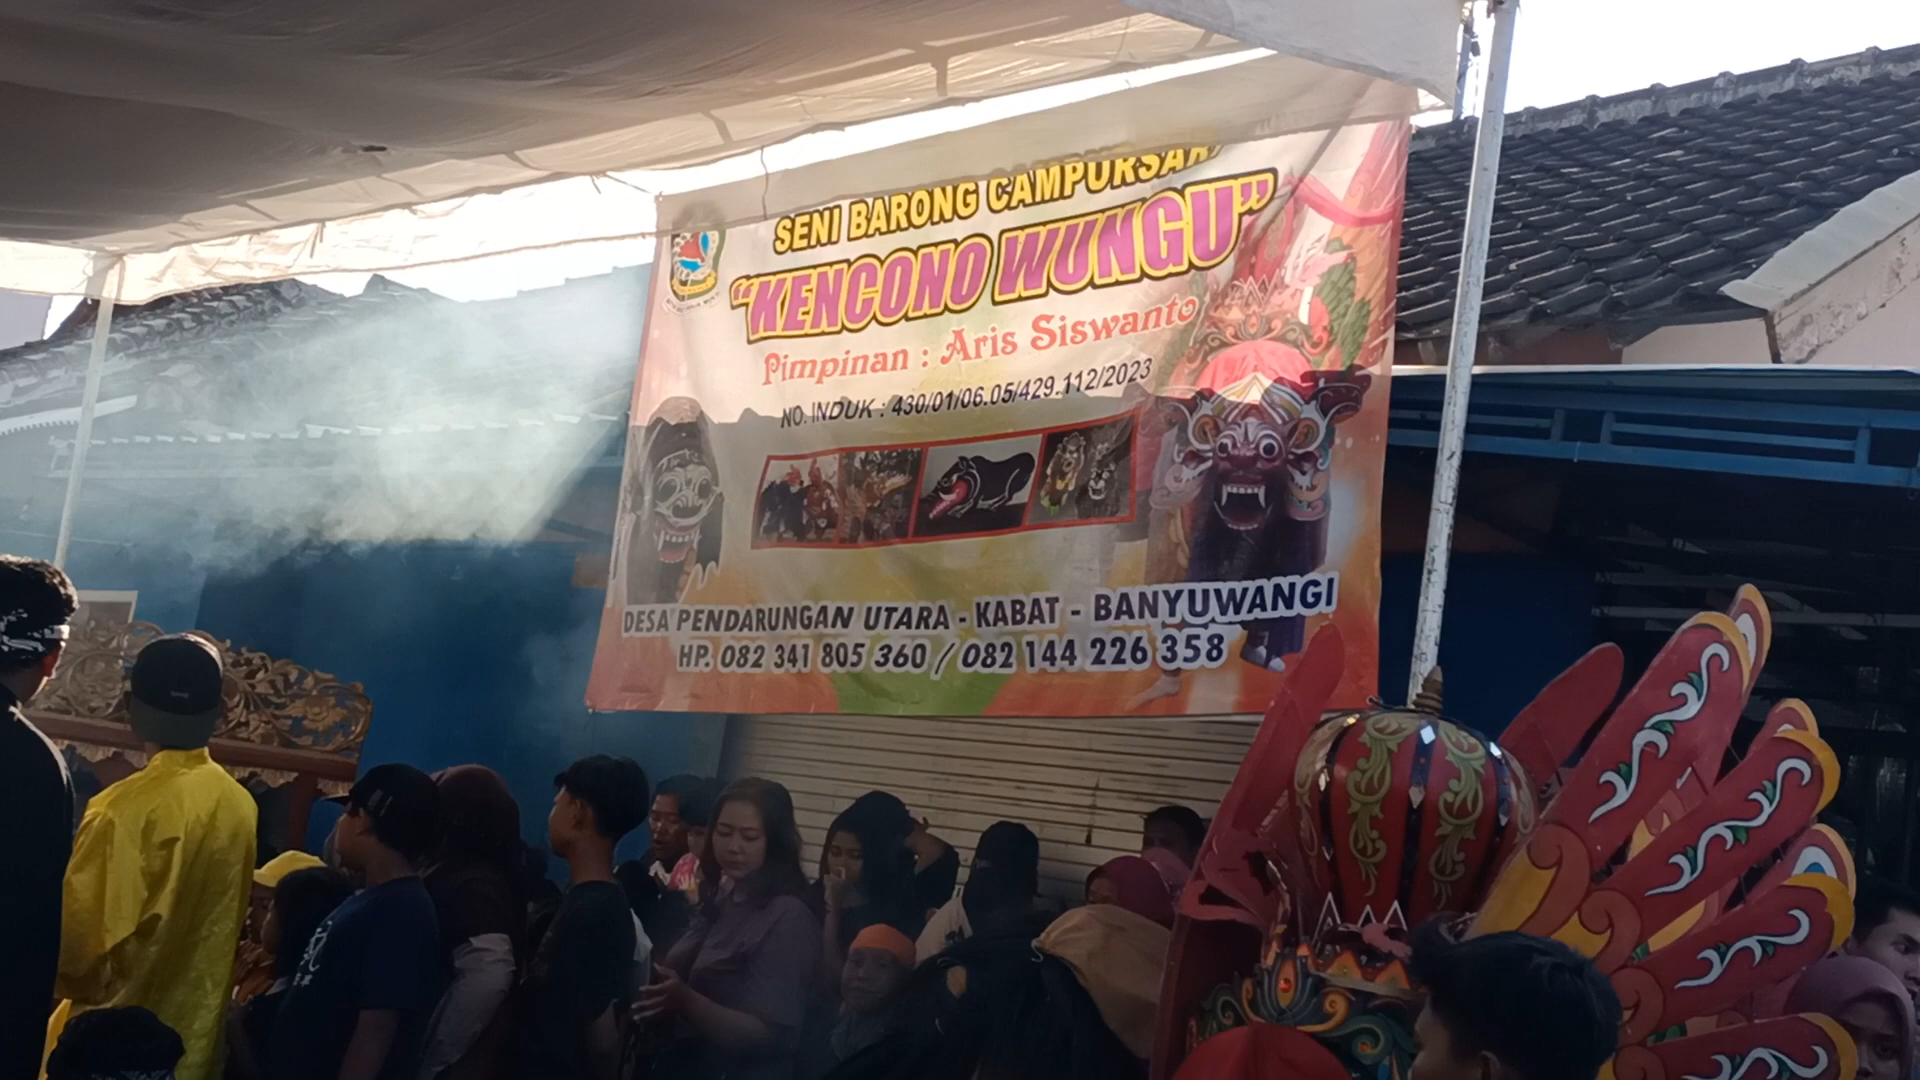 SENI BARONG CAMPURSARI
"KENCONO WUNGU"
Pimpinan : Aris Siswanto
NO. INDUK : 430/01/06.05/429.112/2023
DESA PENDARUNGAN UTARA - KABAT - BANYUWANGI
HP. 082 341 805 360 / 082 144 226 358